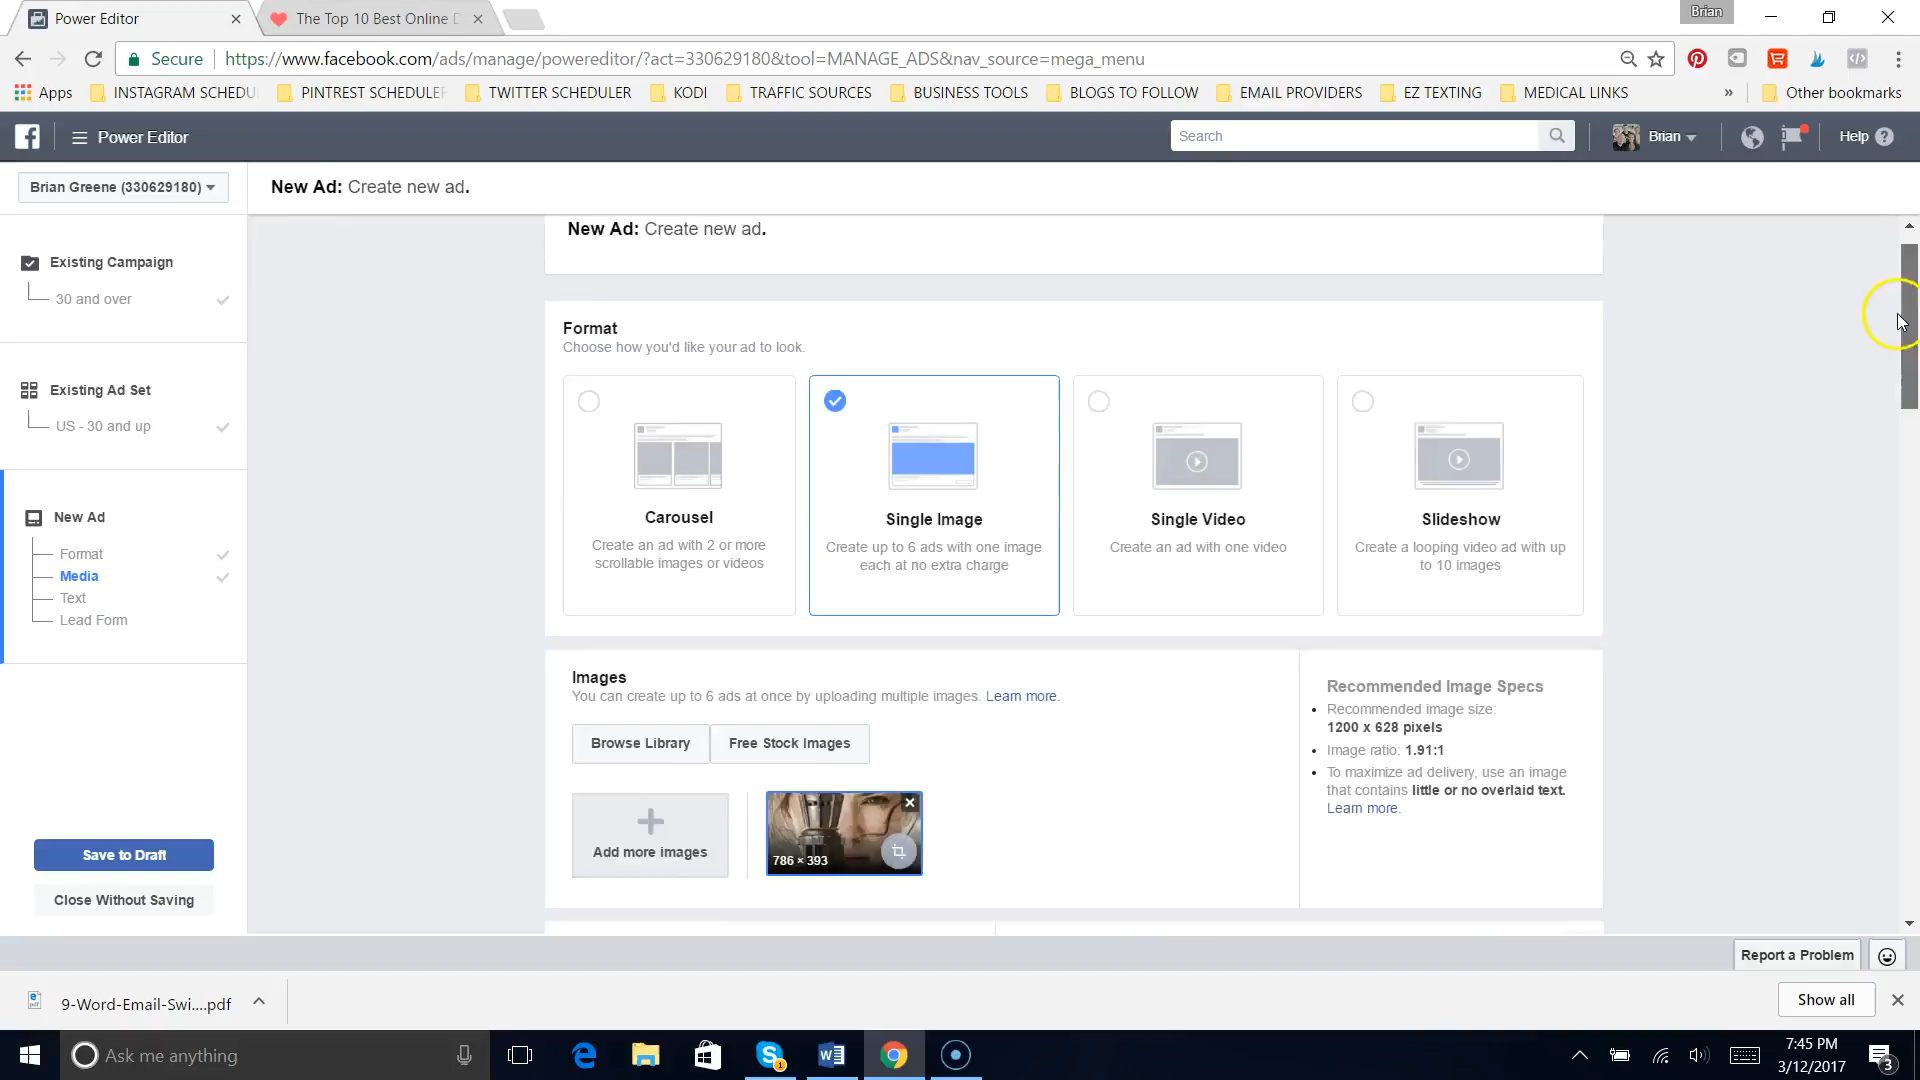 Power Editor
The Top 10 Best Online D
Brian
Secure
https://www.facebook.com/ads/manage/powereditor/?act=330629180&tool=MANAGE_ADS&nav_source=mega_menu
Apps
INSTAGRAM SCHEDU
PINTREST SCHEDULER
TWITTER SCHEDULER
KODI
TRAFFIC SOURCES
BUSINESS TOOLS
BLOGS TO FOLLOW
EMAIL PROVIDERS
EZ TEXTING
MEDICAL LINKS
»
Other bookmarks
Power Editor
Search
Brian
Help ?
Brian Greene (330629180)
New Ad: Create new ad.
Existing Campaign
30 and over
Existing Ad Set
US - 30 and up
New Ad
Format
Media
Text
Lead Form
Save to Draft
Close Without Saving
New Ad: Create new ad.
Format
Choose how you'd like your ad to look.
Carousel
Create an ad with 2 or more
scrollable images or videos
Single Image
Create up to 6 ads with one image
each at no extra charge
Single Video
Create an ad with one video
Slideshow
Create a looping video ad with up
to 10 images
Images
You can create up to 6 ads at once by uploading multiple images. Learn more.
Browse Library
Free Stock Images
Add more images
786 × 393
Recommended Image Specs
• Recommended image size:
1200 x 628 pixels
• Image ratio: 1.91:1
• To maximize ad delivery, use an image
that contains little or no overlaid text.
Learn more.
Report a Problem
9-Word-Email-Swi....pdf
Show all
Ask me anything
1
7:45 PM
3/12/2017
3